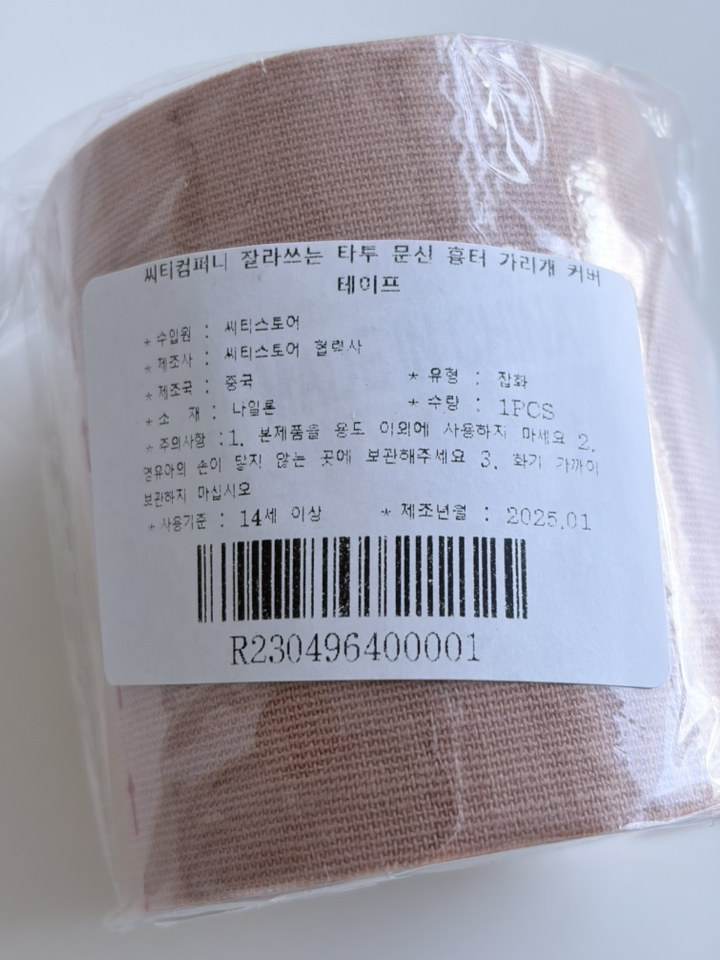 씨티컴퍼니 잘라쓰는 타투 문신 흉터 가리개 커버
테이프
* 수입원 : 씨티스토어
* 제조사 : 씨티스토어 협력사
* 제조국 : 중국 * 유형 : 잡화
* 소 재 : 나일론 * 수량 : 1PCS
* 주의사항 : 1. 본제품을 용도 이외에 사용하지 마세요 2.
영유아의 손이 닿지 않는 곳에 보관해주세요 3. 화기 가까이
보관하지 마십시오
* 사용기준 : 14세 이상 * 제조년월 : 2025.01
R230496400001